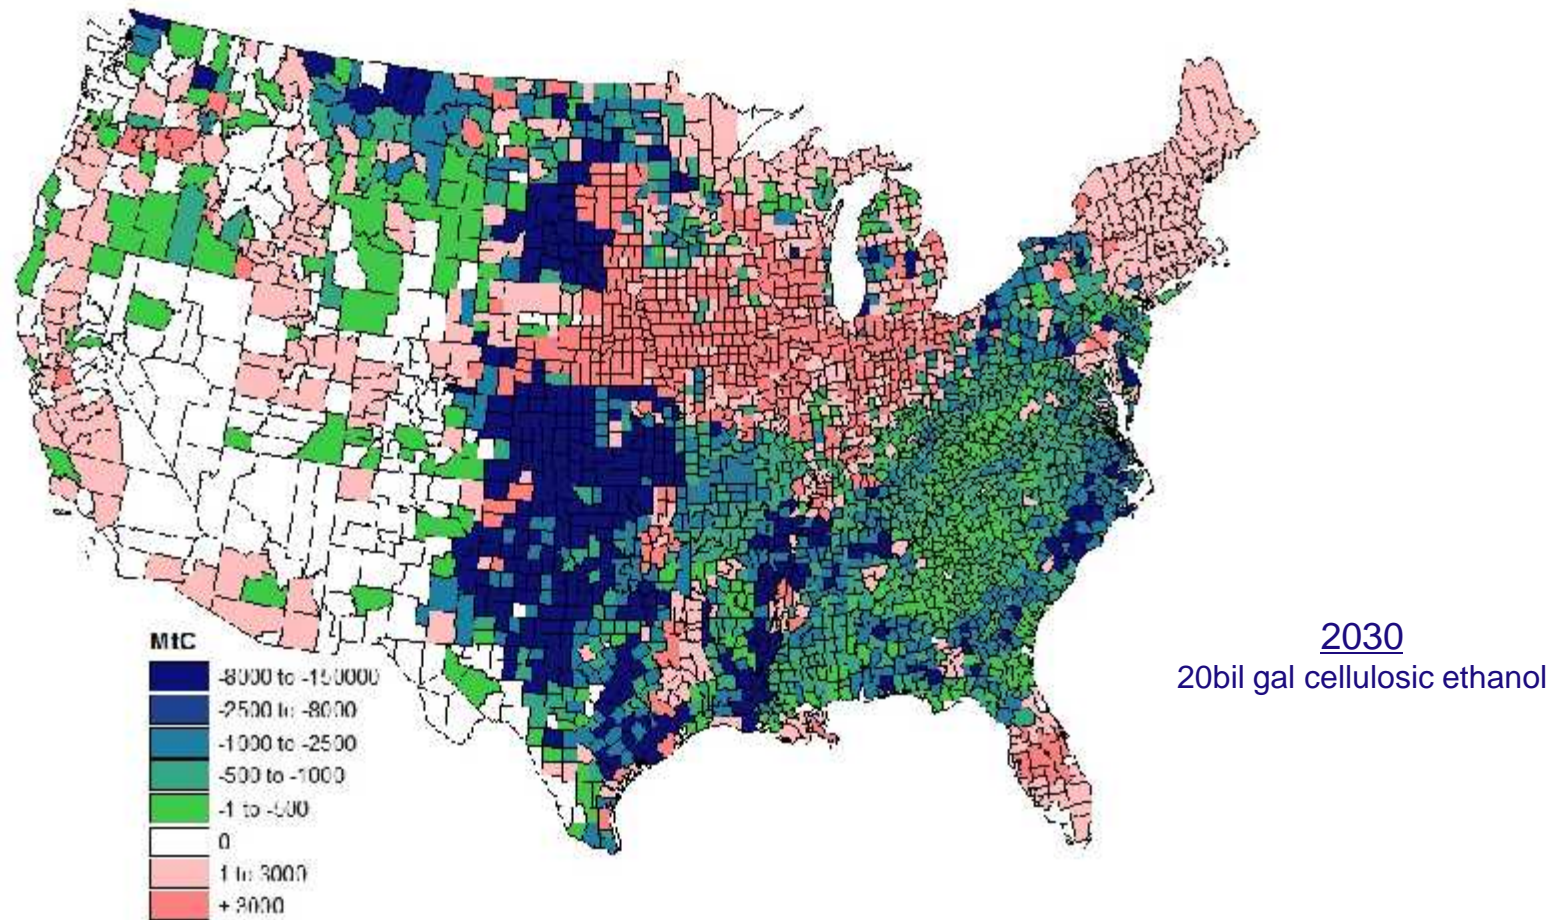 MtC
-8000 to -150000
-2500 to -8000
-1000 to -2500
-500 to -1000
-1 to -500
0
1 to 3000
+ 3000
2030
20bil gal cellulosic ethanol